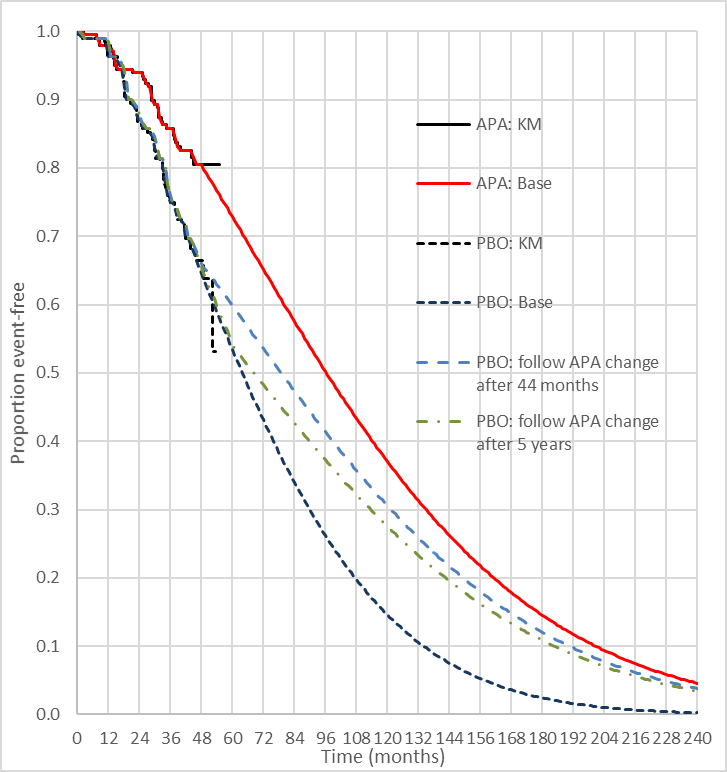 1.0
0.9
0.8
0.7
0.6
0.5
0.4
0.3
0.2
0.1
0.0
Proportion event-free
APA: KM
APA: Base
PBO: KM
PBO: Base
PBO: follow APA change
after 44 months
PBO: follow APA change
after 5 years
0 12 24 36 48 60 72 84 96 108 120 132 144 156 168 180 192 204 216 228 240
Time (months)